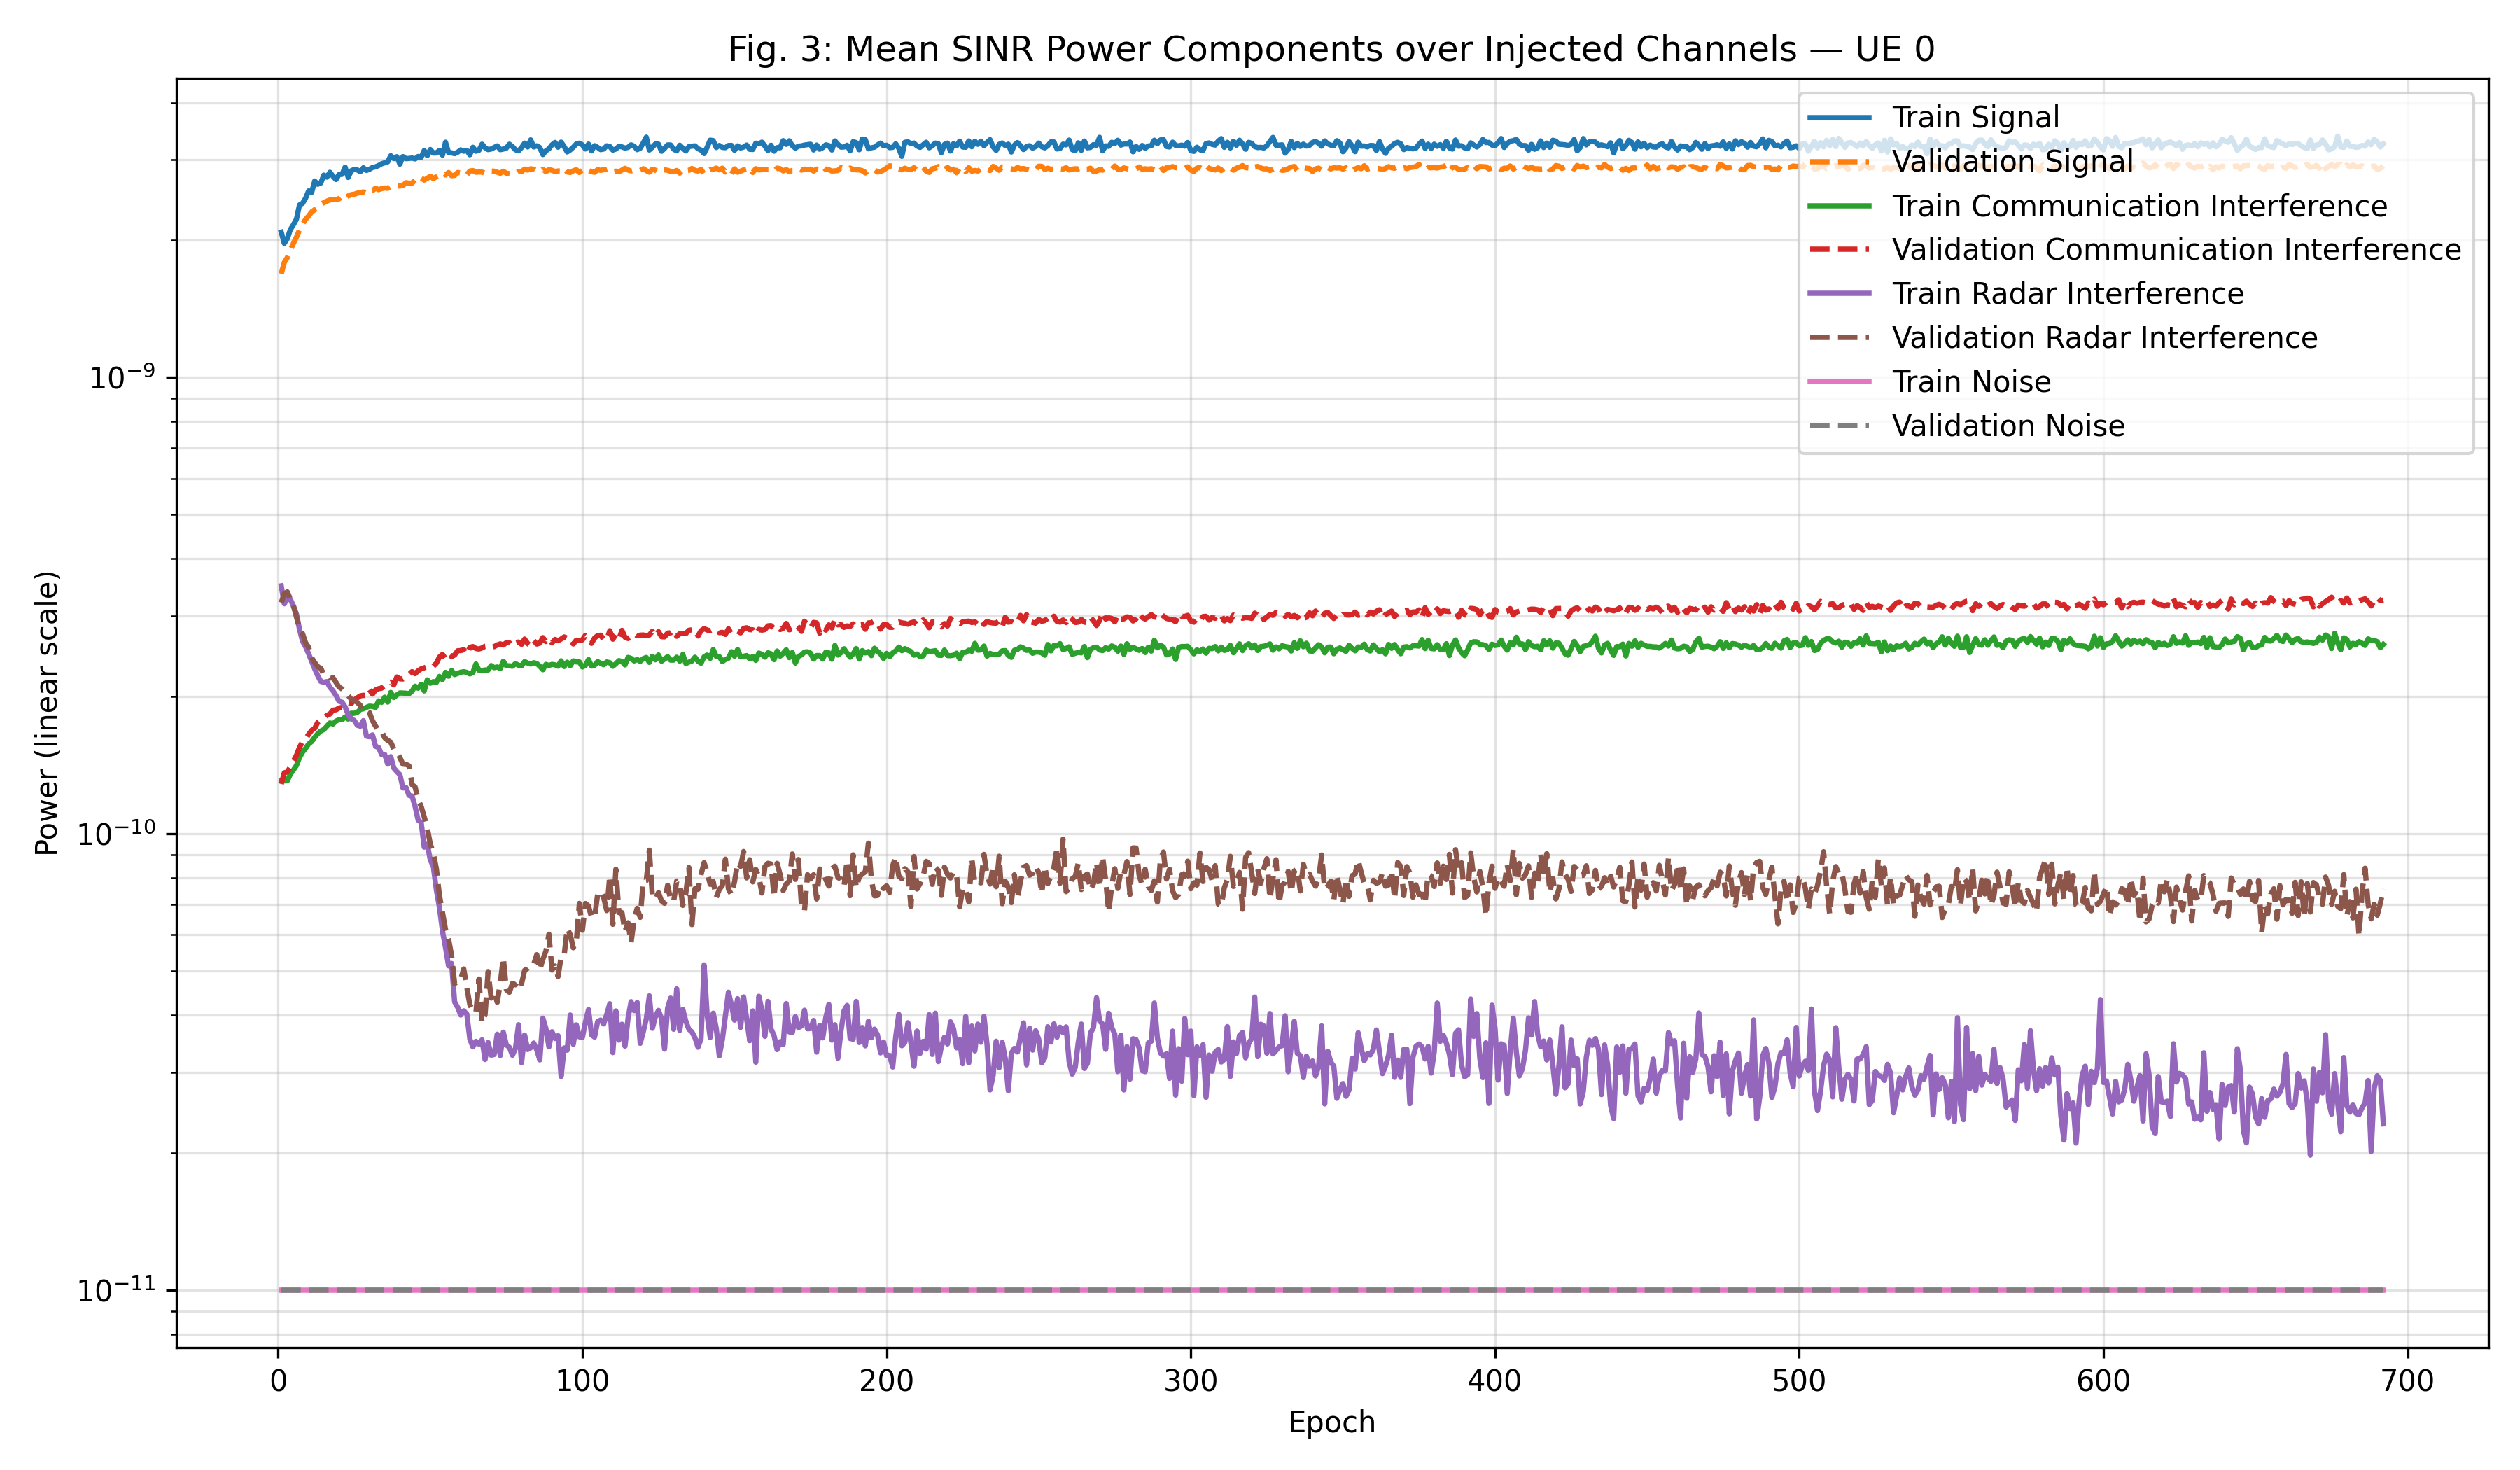 Fig. 3: Mean SINR Power Components over Injected Channels — UE 0
Train Signal
Validation Signal
Train Communication Interference
Validation Communication Interference
Train Radar Interference
Validation Radar Interference
Train Noise
Validation Noise
Power (linear scale)
10⁻⁹
10⁻¹⁰
10⁻¹¹
0 100 200 300 400 500 600 700
Epoch